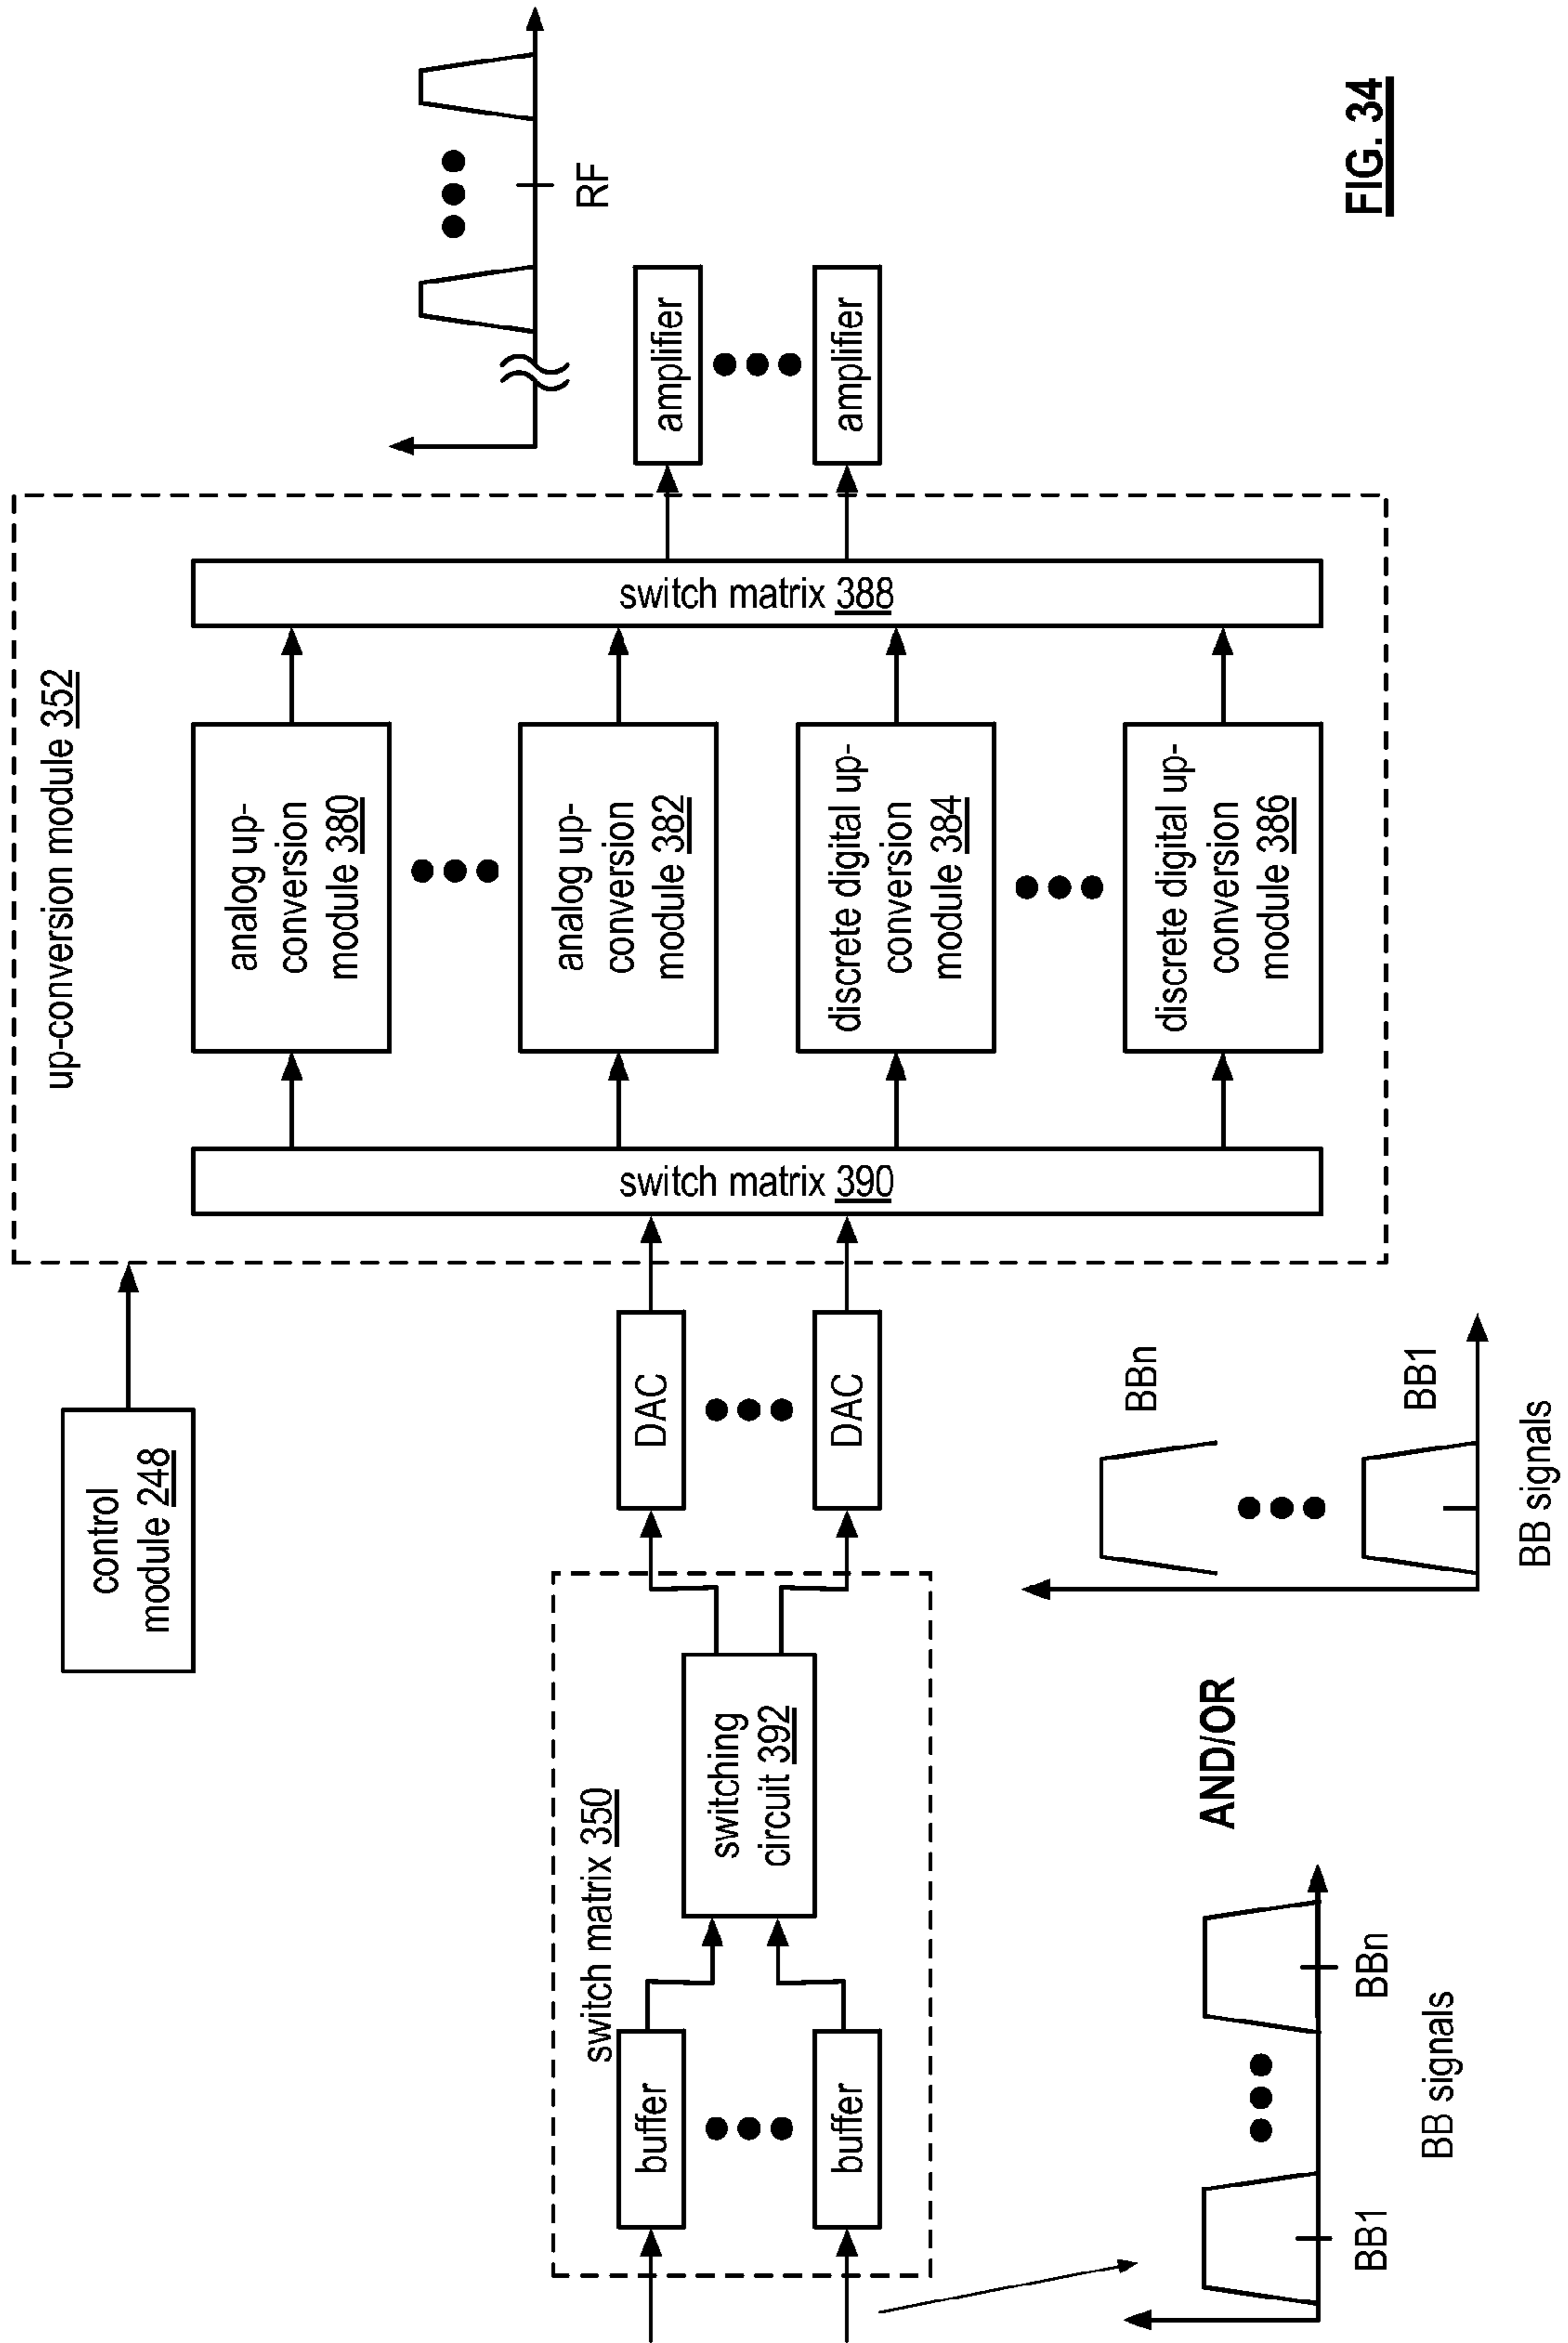 up-conversion module 352
control
module 248
switch matrix 350
buffer
buffer
switching
circuit 392
DAC
DAC
switch matrix 390
analog up-
conversion
module 380
analog up-
conversion
module 382
discrete digital up-
conversion
module 384
discrete digital up-
conversion
module 386
switch matrix 388
amplifier
amplifier
RF
BB1
BBn
BB signals
AND/OR
BBn
BB1
BB signals
FIG. 34